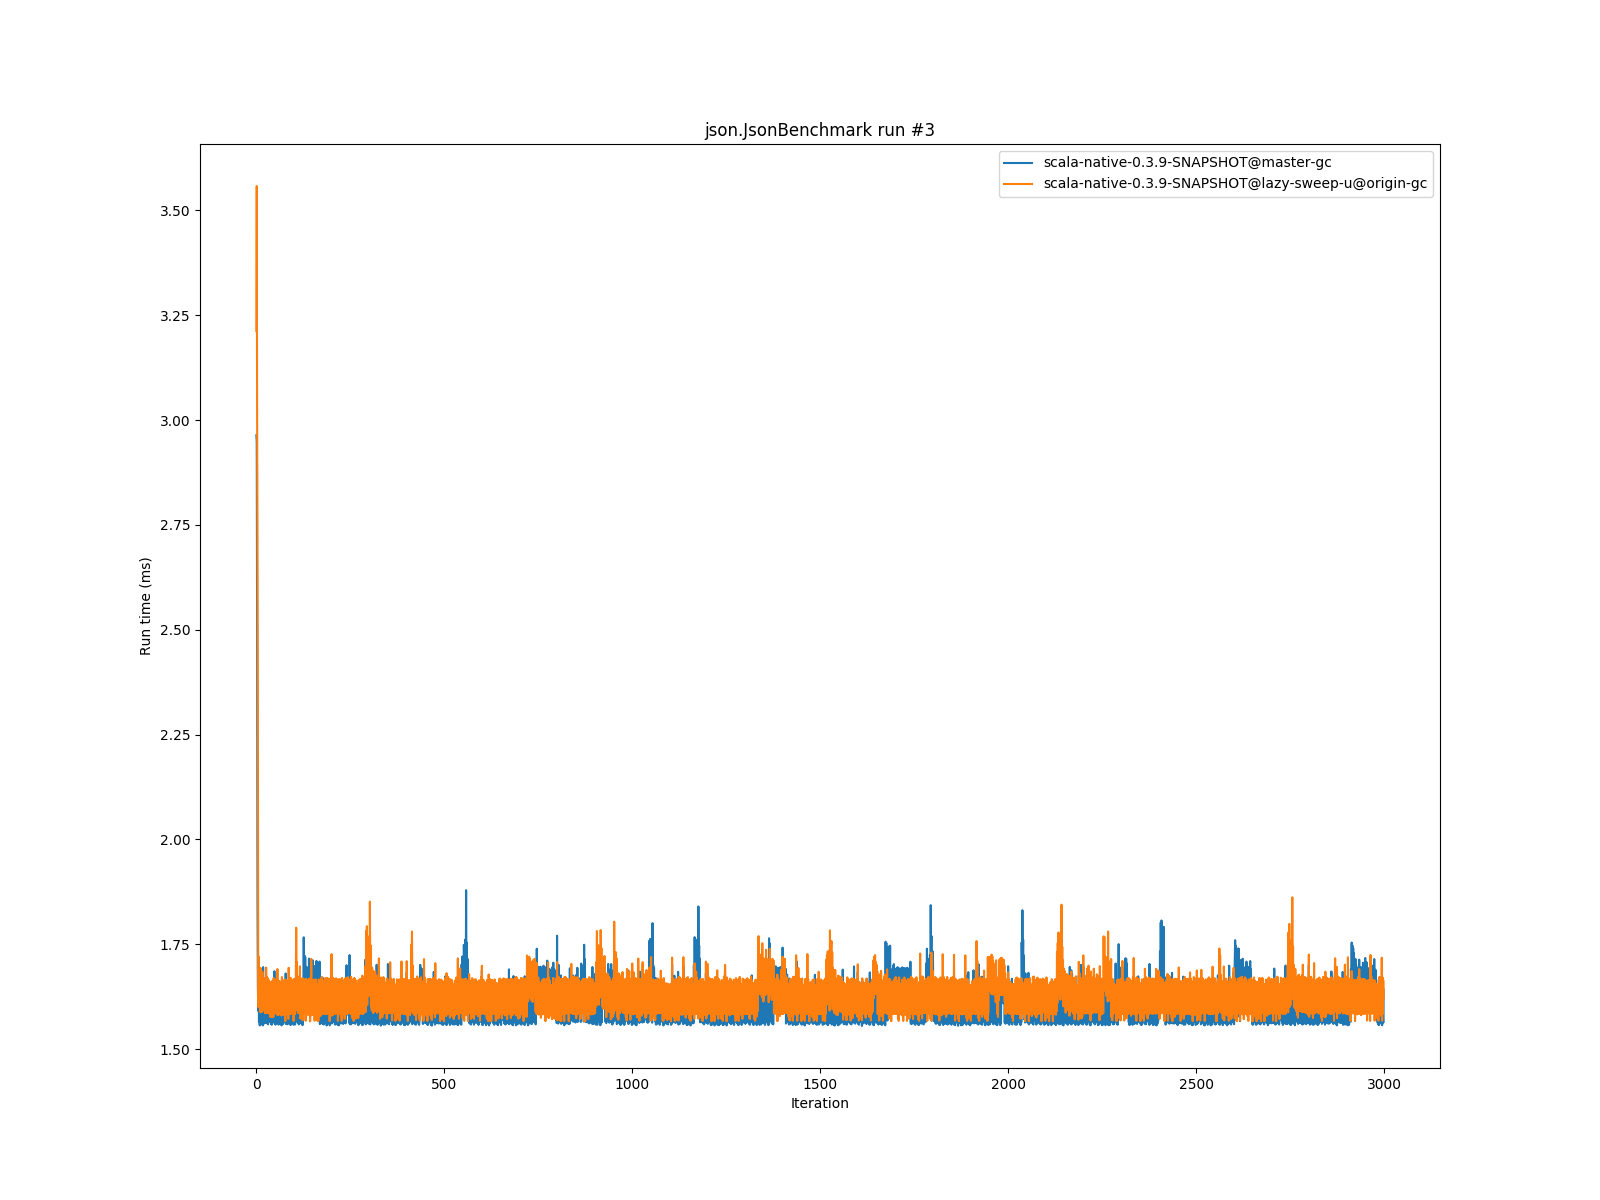 json.JsonBenchmark run #3
scala-native-0.3.9-SNAPSHOT@master-gc
scala-native-0.3.9-SNAPSHOT@lazy-sweep-u@origin-gc
3.50
3.25
3.00
2.75
2.50
2.25
2.00
1.75
1.50
Run time (ms)
0 500 1000 1500 2000 2500 3000
Iteration